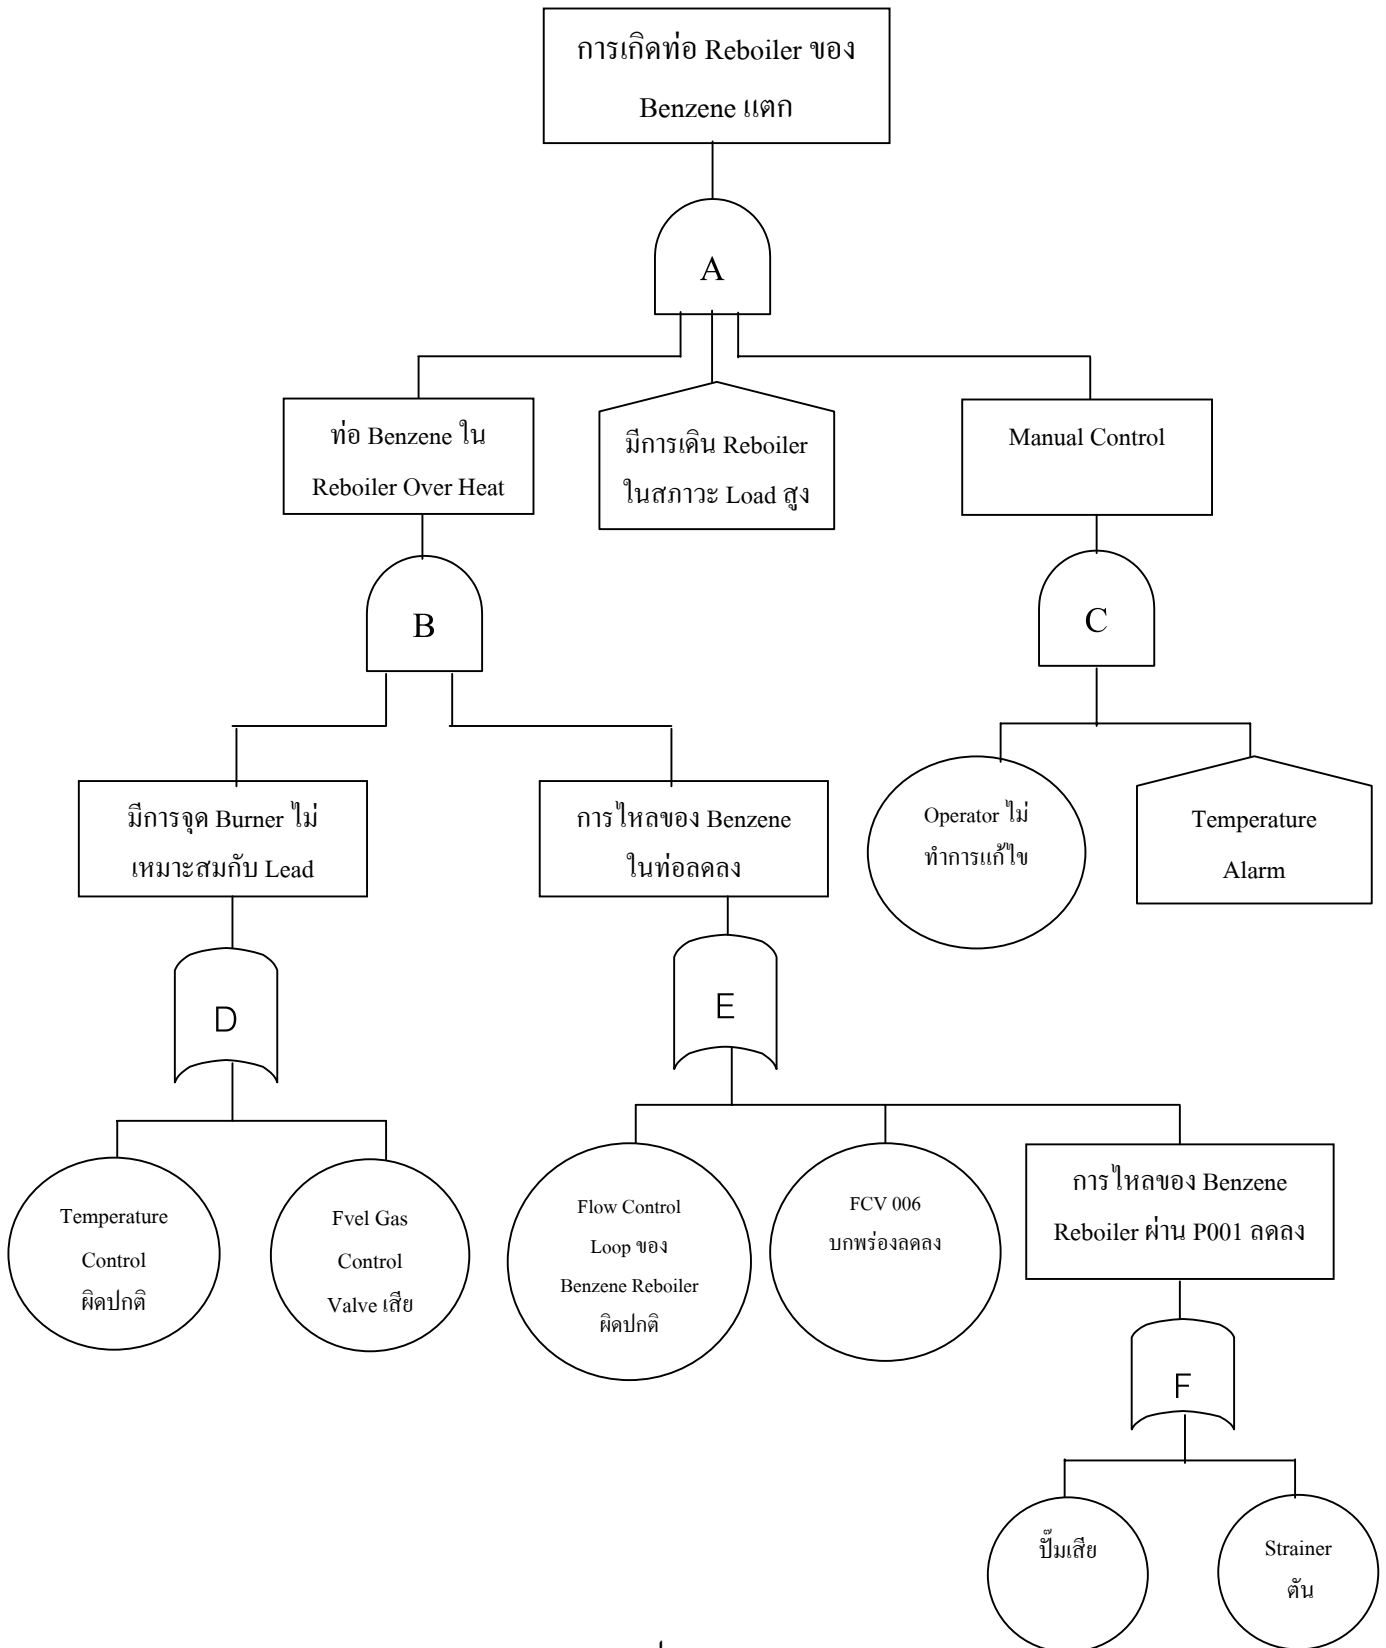 การเกิดท่อ Reboiler ของ
Benzene แตก
A
ท่อ Benzene ใน
Reboiler Over Heat
มีการเดิน Reboiler
ในสภาวะ Load สูง
Manual Control
B
C
มีการจุด Burner ไม่
เหมาะสมกับ Lead
การไหลของ Benzene
ในท่อลดลง
Operator ไม่
ทำการแก้ไข
Temperature
Alarm
D
E
Temperature
Control
ผิดปกติ
Fvel Gas
Control
Valve เสีย
Flow Control
Loop ของ
Benzene Reboiler
ผิดปกติ
FCV 006
บกพร่องลดลง
การไหลของ Benzene
Reboiler ผ่าน P001 ลดลง
F
ปั๊มเสีย
Strainer
ตัน